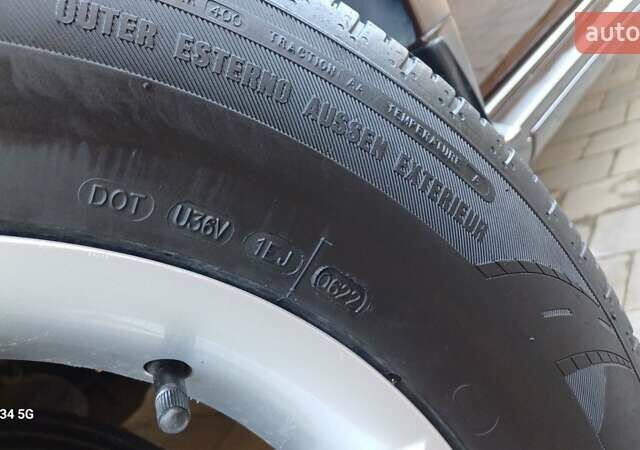 400 TRACTION AA TEMPERATURE
OUTER ESTERNO AUSSEN EXTERIEUR
DOT U36V 1EJ 0622
auto
34 5G